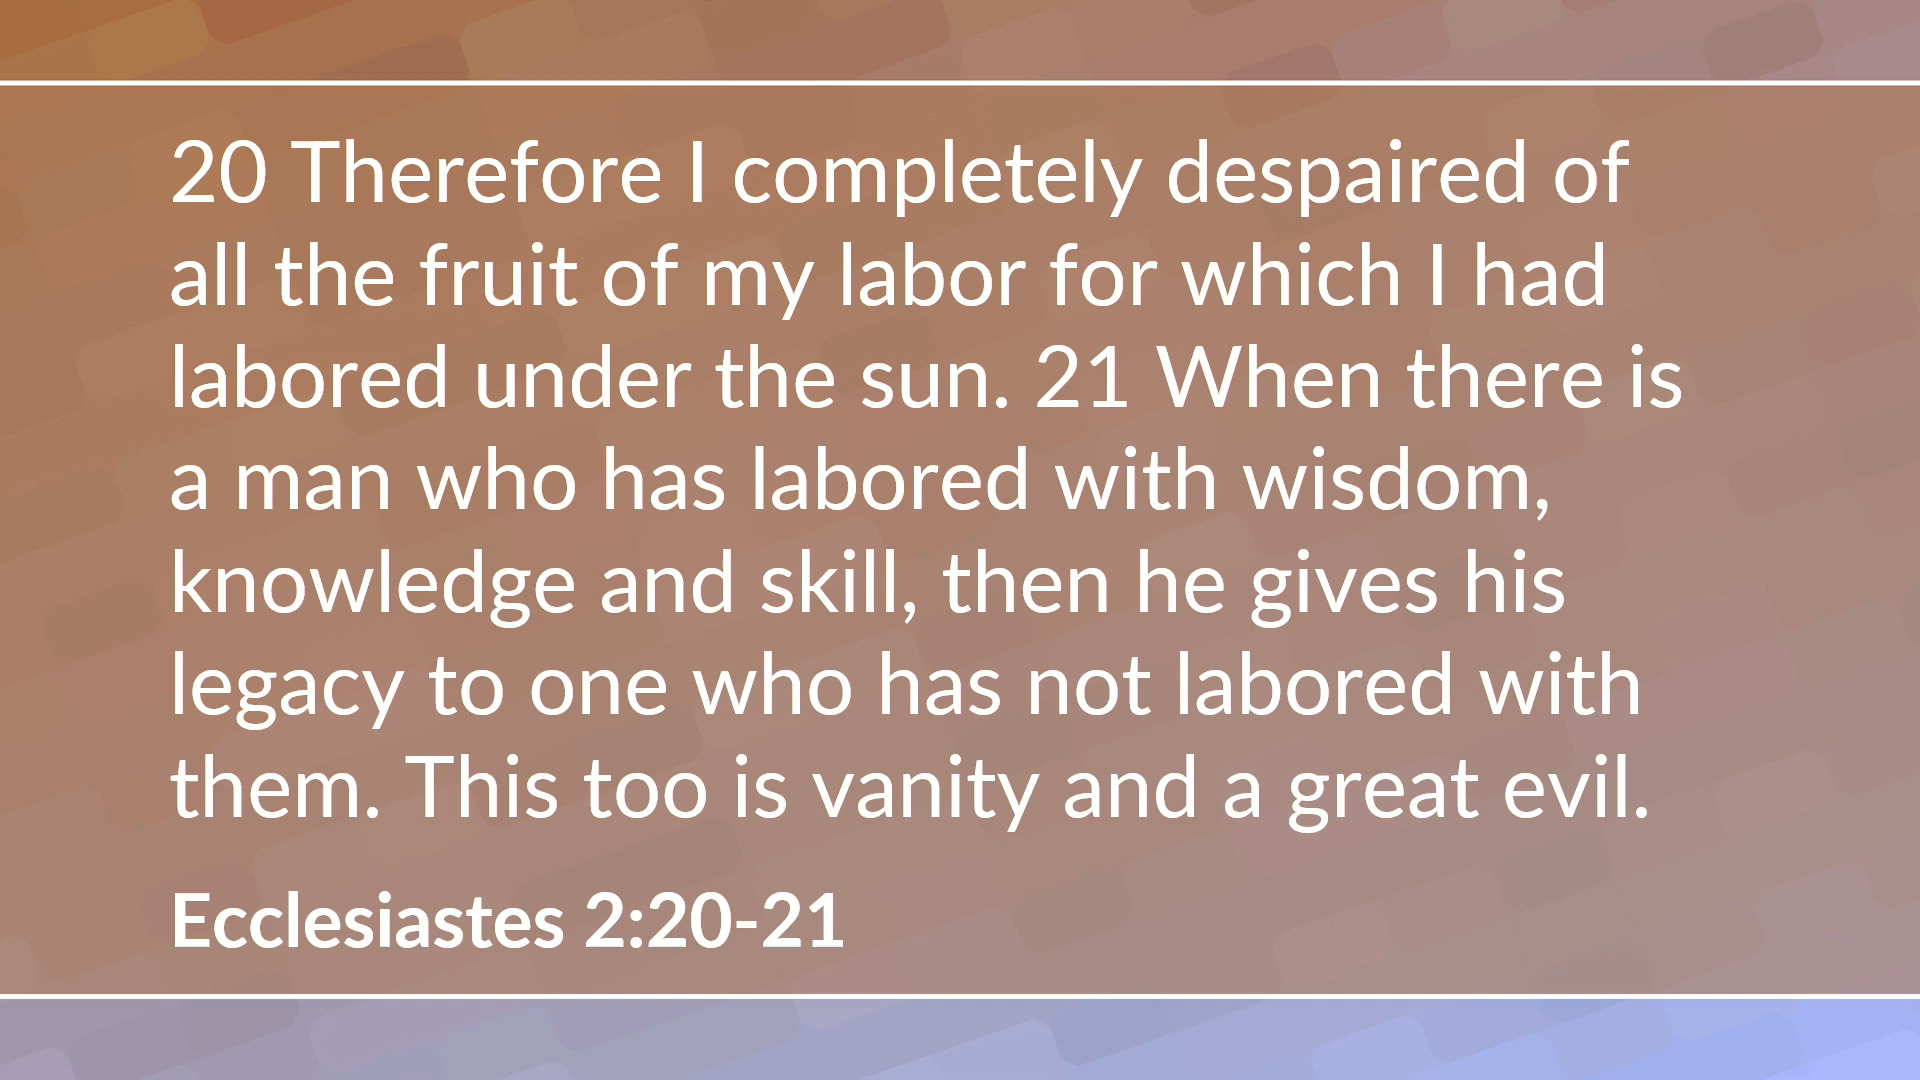 20 Therefore I completely despaired of
all the fruit of my labor for which I had
labored under the sun. 21 When there is
a man who has labored with wisdom,
knowledge and skill, then he gives his
legacy to one who has not labored with
them. This too is vanity and a great evil.
Ecclesiastes 2:20-21